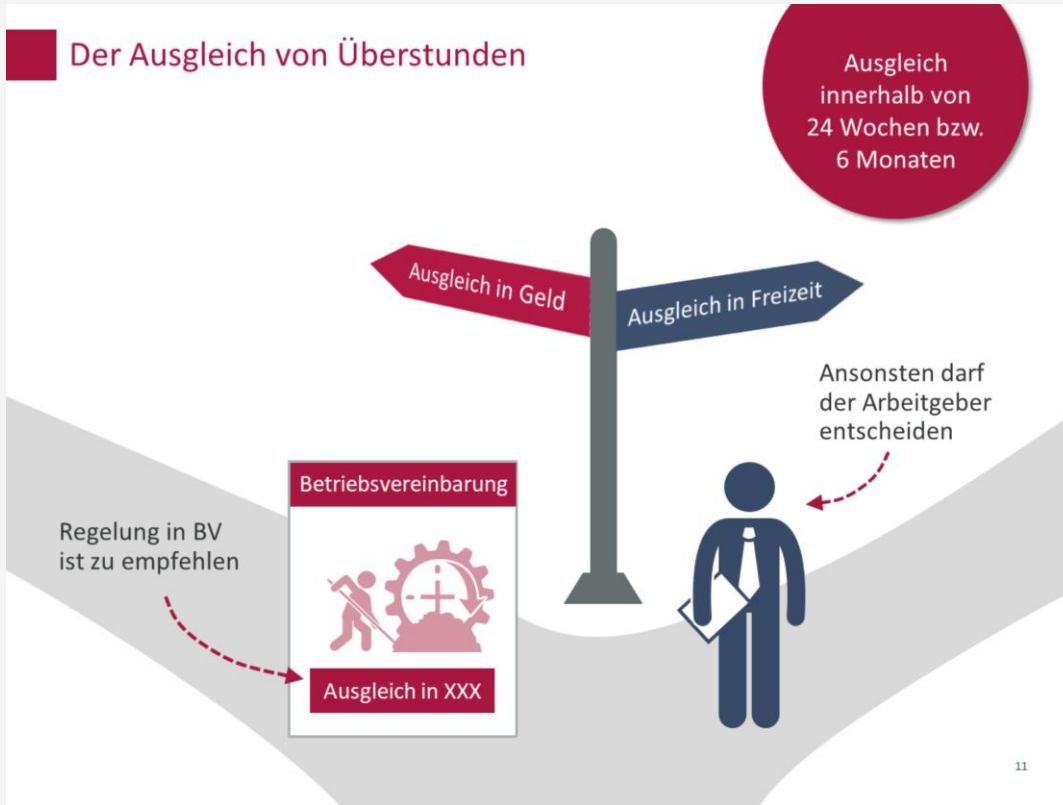 Der Ausgleich von Überstunden
Ausgleich
innerhalb von
24 Wochen bzw.
6 Monaten
Ausgleich in Geld
Ausgleich in Freizeit
Ansonsten darf
der Arbeitgeber
entscheiden
Betriebsvereinbarung
Regelung in BV
ist zu empfehlen
Ausgleich in XXX
11